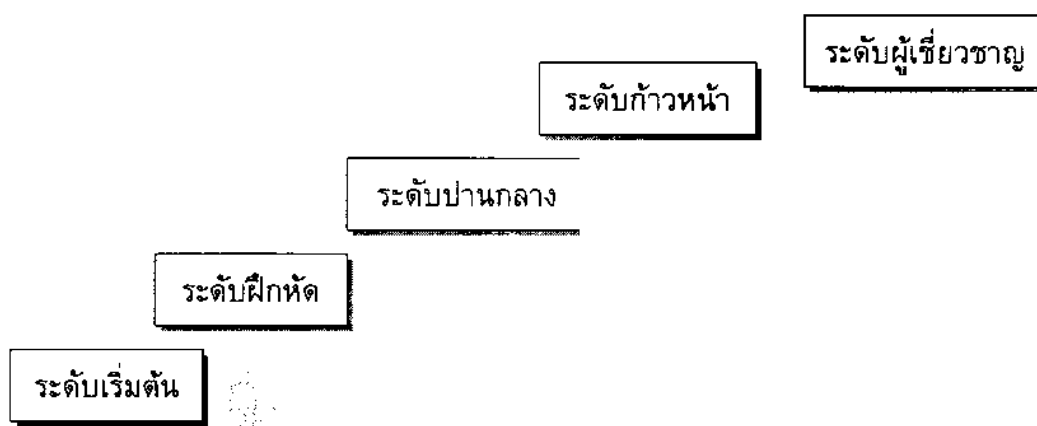 ระดับผู้เชี่ยวชาญ
ระดับก้าวหน้า
ระดับปานกลาง
ระดับฝึกหัด
ระดับเริ่มต้น